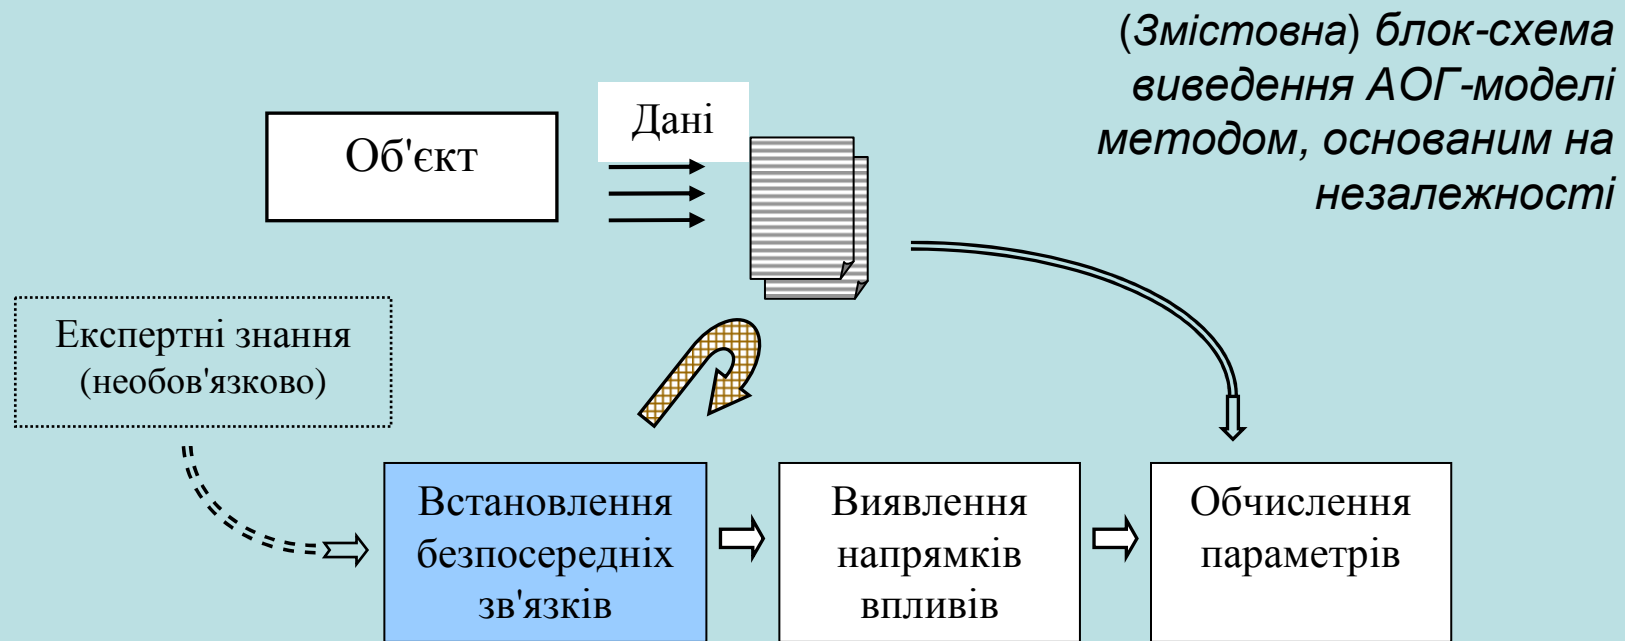 (Змістовна) блок-схема
виведення АОГ-моделі
методом, основаним на
незалежності
Об'єкт
Дані
Експертні знання
(необов'язково)
Встановлення
безпосередніх
зв'язків
Виявлення
напрямків
впливів
Обчислення
параметрів